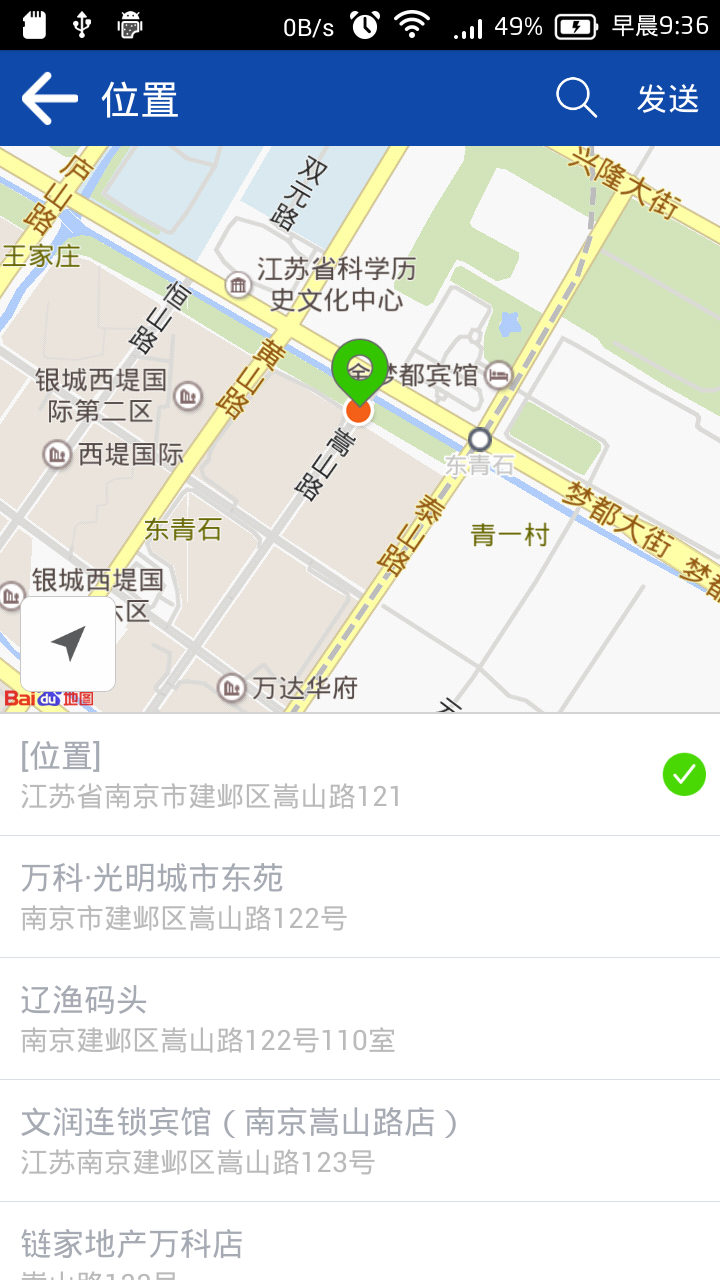 0B/s 49% 早晨9:36
位置 发送
庐山路
双元路
兴隆大街
王家庄
江苏省科学历
史文化中心
恒山路
黄山路
银城西堤国
际第二区
金梦都宾馆
西堤国际
嵩山路
东青石
泰山路
梦都大街
东青石
青一村
梦都
银城西堤国
六区
万达华府
元
Bai du 地图
[位置]
江苏省南京市建邺区嵩山路121
万科·光明城市东苑
南京市建邺区嵩山路122号
辽渔码头
南京建邺区嵩山路122号110室
文润连锁宾馆（南京嵩山路店）
江苏南京建邺区嵩山路123号
链家地产万科店